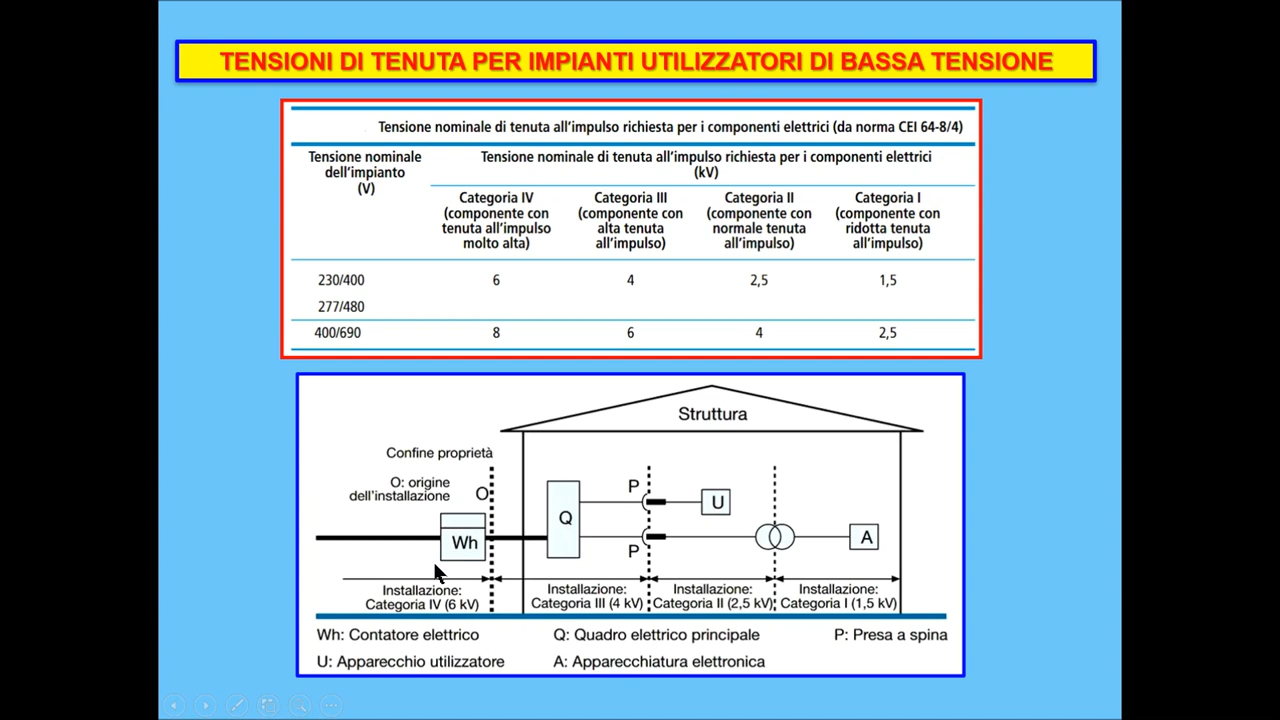 TENSIONI DI TENUTA PER IMPIANTI UTILIZZATORI DI BASSA TENSIONE
Tensione nominale di tenuta all'impulso richiesta per i componenti elettrici (da norma CEI 64-8/4)
Tensione nominale
dell'impianto
(V)
Tensione nominale di tenuta all'impulso richiesta per i componenti elettrici
(kV)
Categoria IV
(componente con
tenuta all'impulso
molto alta)
Categoria III
(componente con
alta tenuta
all'impulso)
Categoria II
(componente con
normale tenuta
all'impulso)
Categoria I
(componente con
ridotta tenuta
all'impulso)
230/400 6 4 2,5 1,5
277/480
400/690 8 6 4 2,5
Struttura
Confine proprietà
O: origine
dell'installazione
O
Wh
Q
P
U
P
A
Installazione:
Categoria IV (6 kV)
Installazione:
Categoria III (4 kV)
Installazione:
Categoria II (2,5 kV)
Installazione:
Categoria I (1,5 kV)
Wh: Contatore elettrico Q: Quadro elettrico principale P: Presa a spina
U: Apparecchio utilizzatore A: Apparecchiatura elettronica